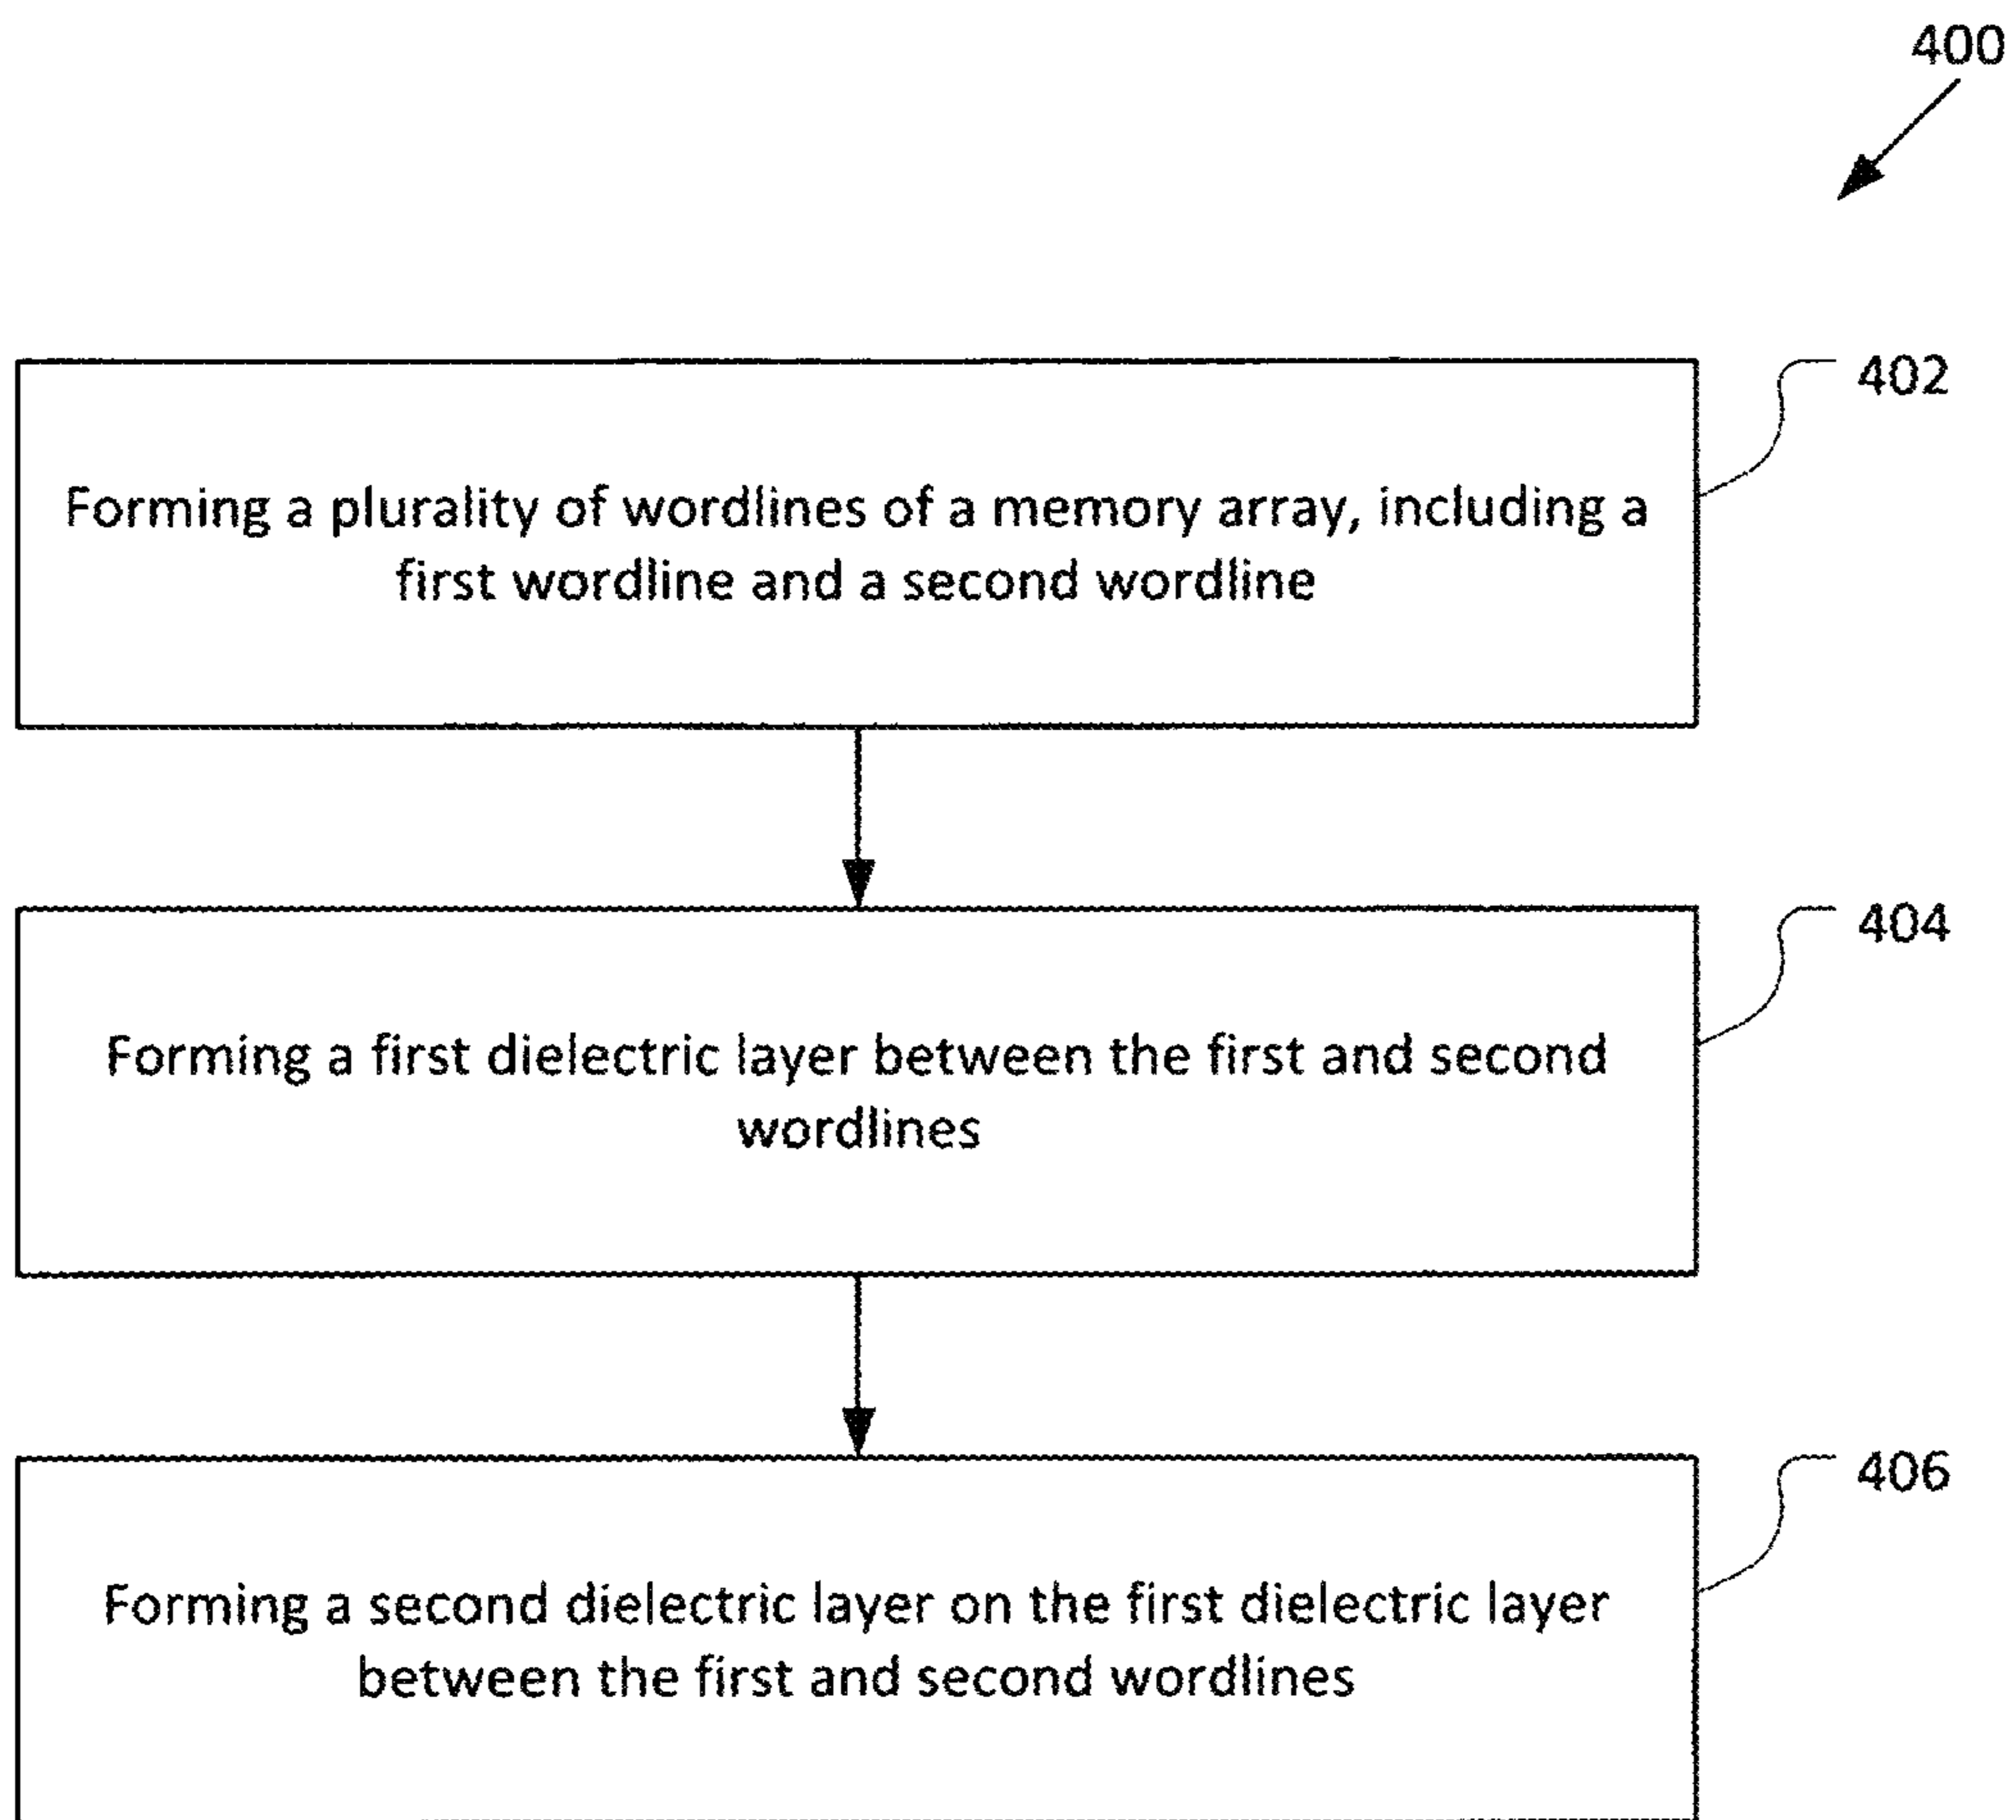 400
402
Forming a plurality of wordlines of a memory array, including a
first wordline and a second wordline
404
Forming a first dielectric layer between the first and second
wordlines
406
Forming a second dielectric layer on the first dielectric layer
between the first and second wordlines